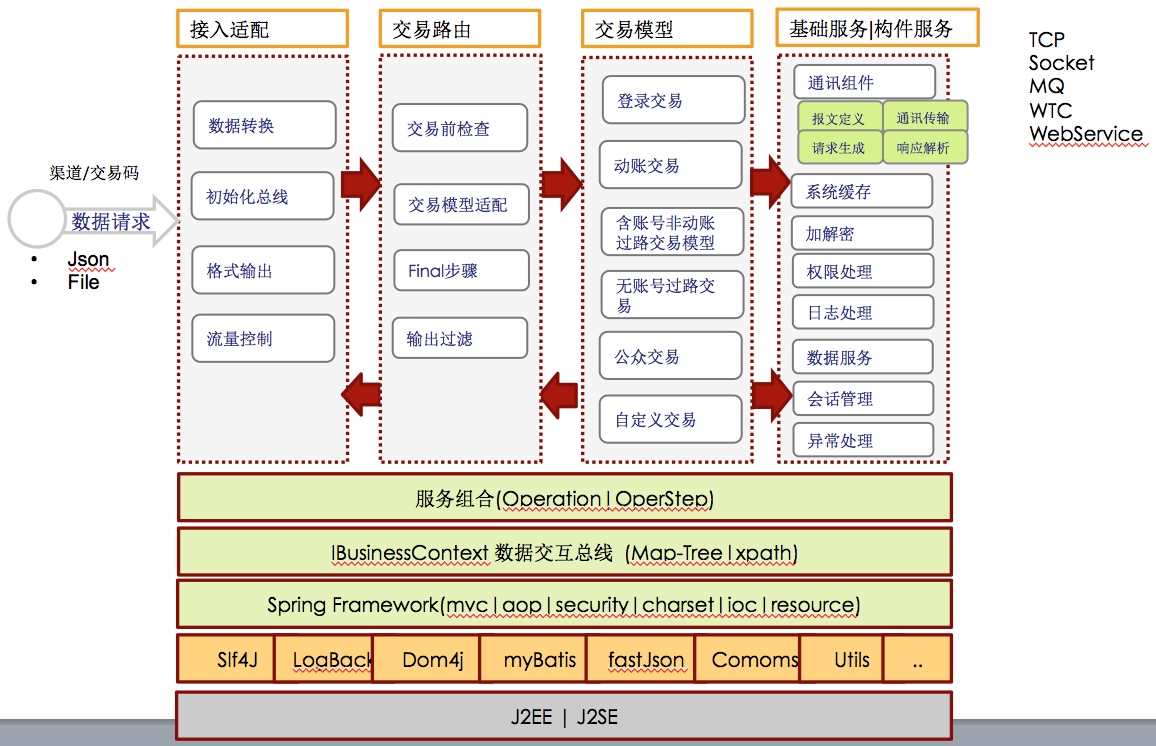 接入适配
交易路由
交易模型
基础服务|构件服务
TCP
Socket
MQ
WTC
WebService
渠道/交易码
数据请求
• Json
• File
数据转换
初始化总线
格式输出
流量控制
交易前检查
交易模型适配
Final步骤
输出过滤
登录交易
动账交易
含账号非动账
过路交易模型
无账号过路交
易
公众交易
自定义交易
通讯组件
报文定义
通讯传输
请求生成
响应解析
系统缓存
加解密
权限处理
日志处理
数据服务
会话管理
异常处理
服务组合(Operation|OperStep)
IBusinessContext 数据交互总线 (Map-Tree|xpath)
Spring Framework(mvc|aop|security|charset|ioc|resource)
Slf4J
LogBack
Dom4j
myBatis
fastJson
Comoms
Utils
..
J2EE | J2SE